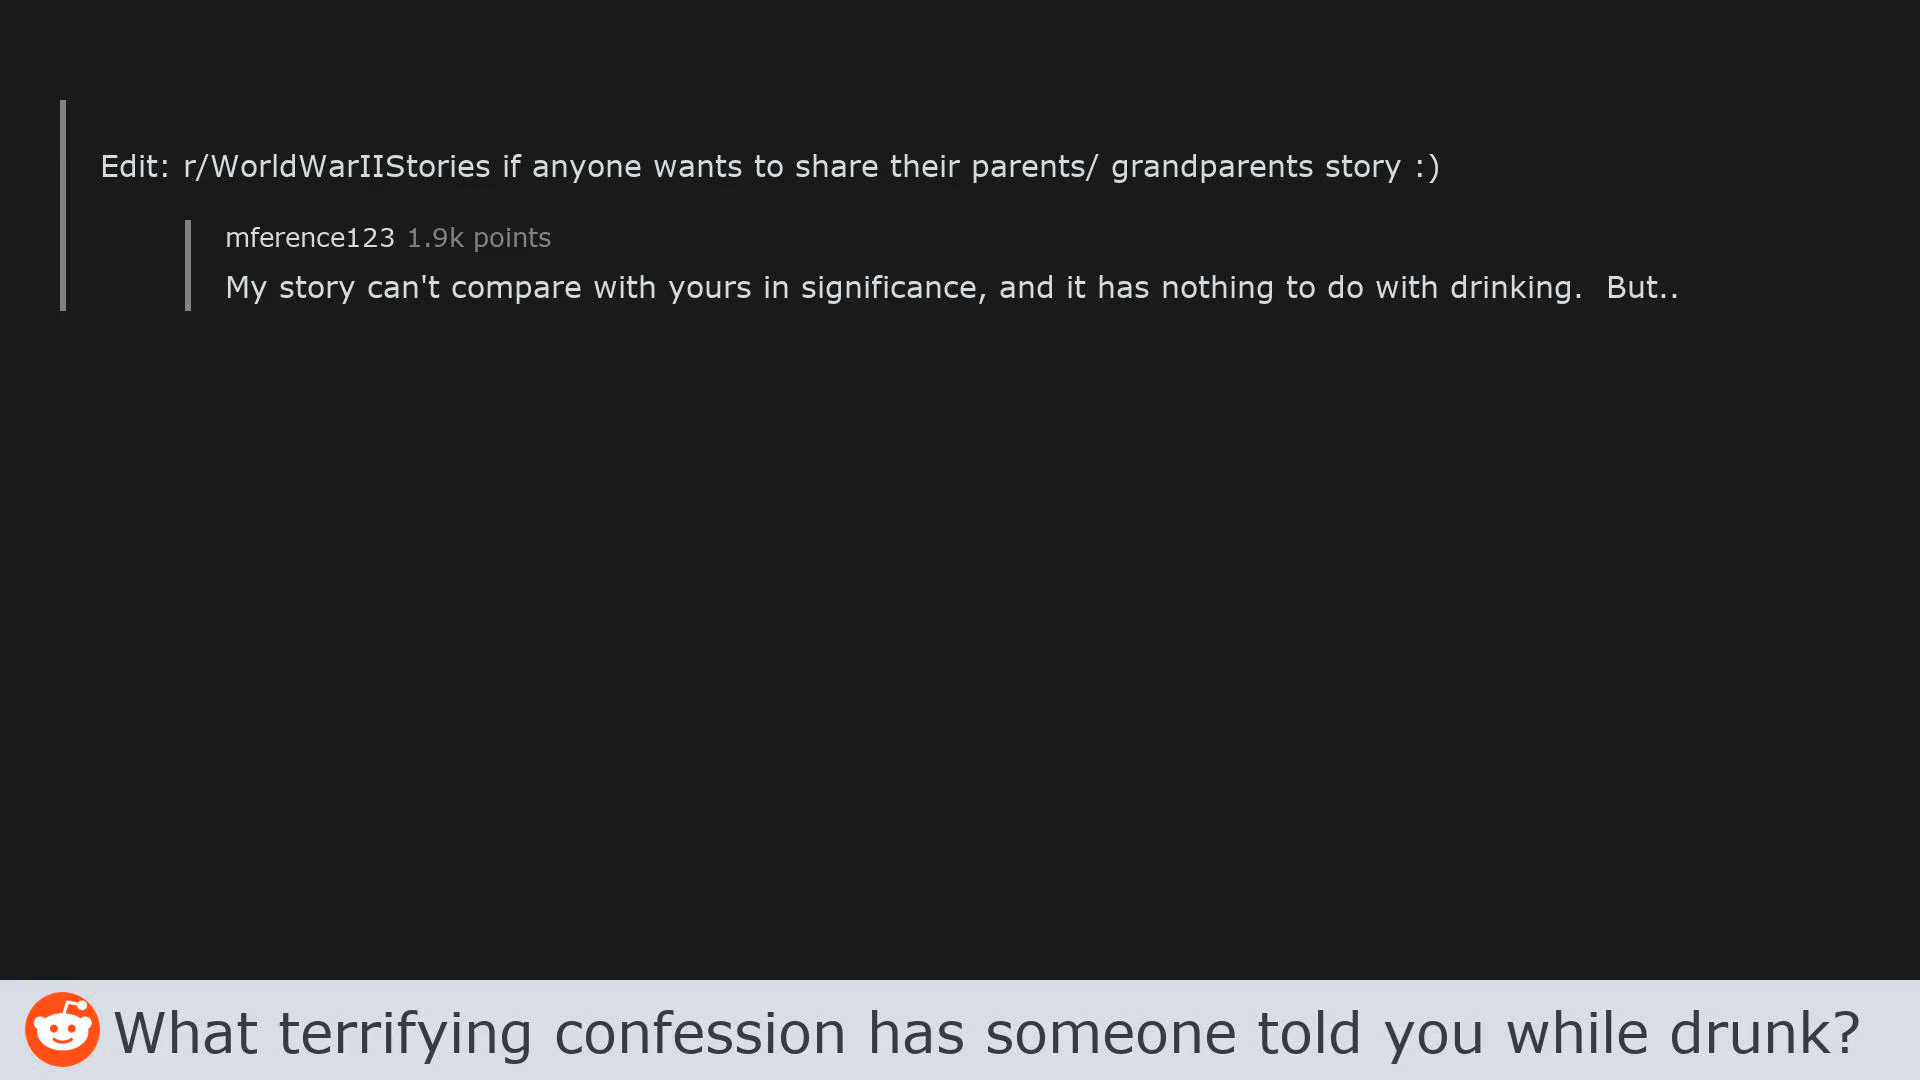 Edit: r/WorldWarIIStories if anyone wants to share their parents/ grandparents story :)
mference123 1.9k points
My story can't compare with yours in significance, and it has nothing to do with drinking.  But..
What terrifying confession has someone told you while drunk?